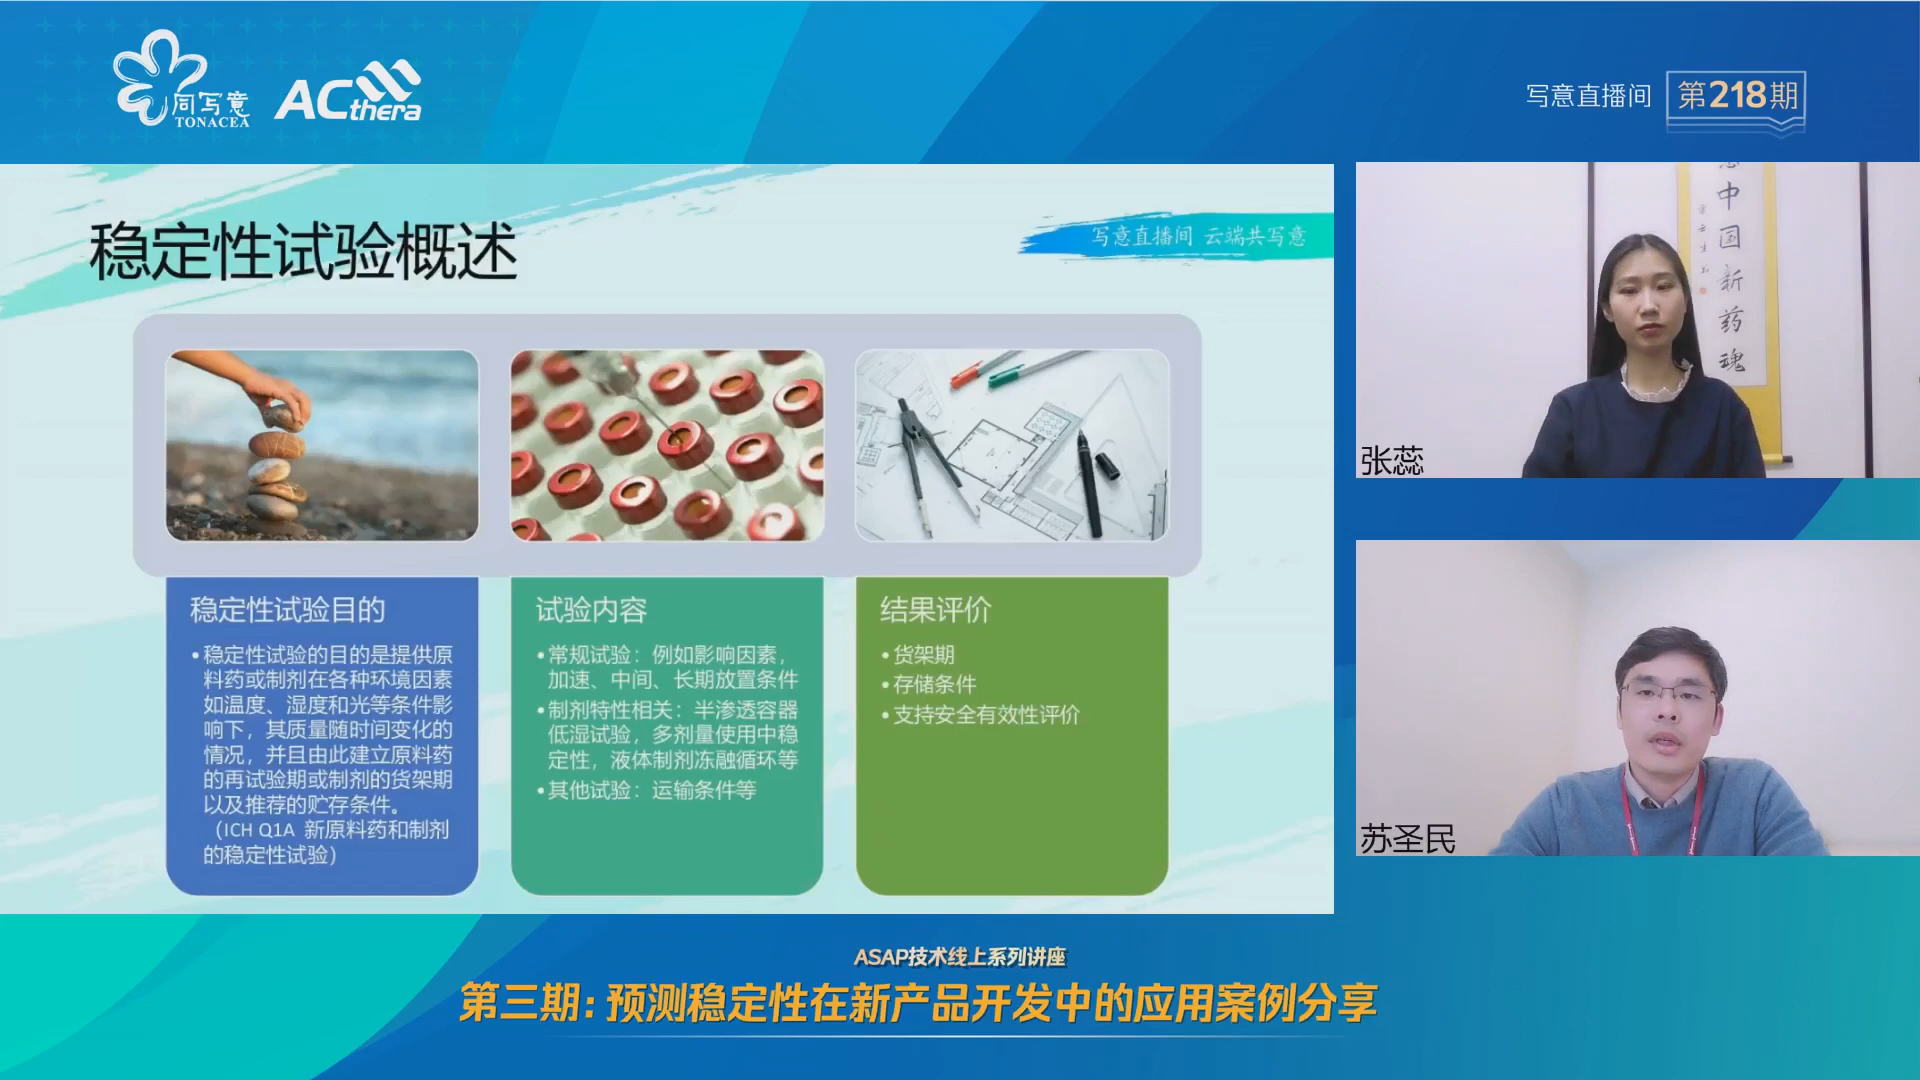 同写意
TONACEA
ACthera
写意直播间
第218期
稳定性试验概述
写意直播间 云端共写意
稳定性试验目的
•稳定性试验的目的是提供原
料药或制剂在各种环境因素
如温度、湿度和光等条件影
响下，其质量随时间变化的
情况，并且由此建立原料药
的再试验期或制剂的货架期
以及推荐的贮存条件。
（ICH Q1A 新原料药和制剂
的稳定性试验）
试验内容
•常规试验：例如影响因素，
加速、中间、长期放置条件
•制剂特性相关：半渗透容器
低湿试验，多剂量使用中稳
定性，液体制剂冻融循环等
•其他试验：运输条件等
结果评价
•货架期
•存储条件
•支持安全有效性评价
中国新药魂
张蕊
苏圣民
ASAP技术线上系列讲座
第三期：预测稳定性在新产品开发中的应用案例分享